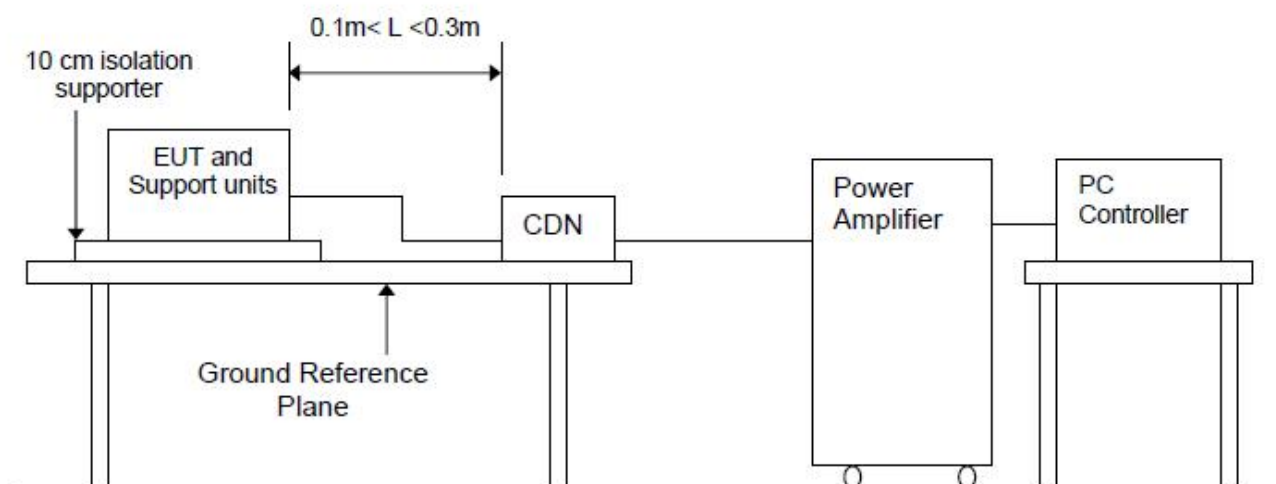 0.1m< L <0.3m
10 cm isolation
supporter
EUT and
Support units
CDN
Power
Amplifier
PC
Controller
Ground Reference
Plane